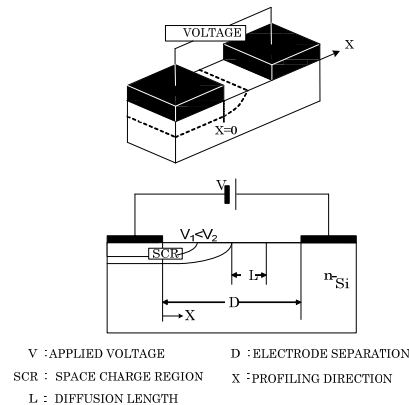 VOLTAGE
X
X=0
V
V1<V2
SCR
L
n-Si
D
X
V : APPLIED VOLTAGE
D : ELECTRODE SEPARATION
SCR : SPACE CHARGE REGION
X : PROFILING DIRECTION
L : DIFFUSION LENGTH